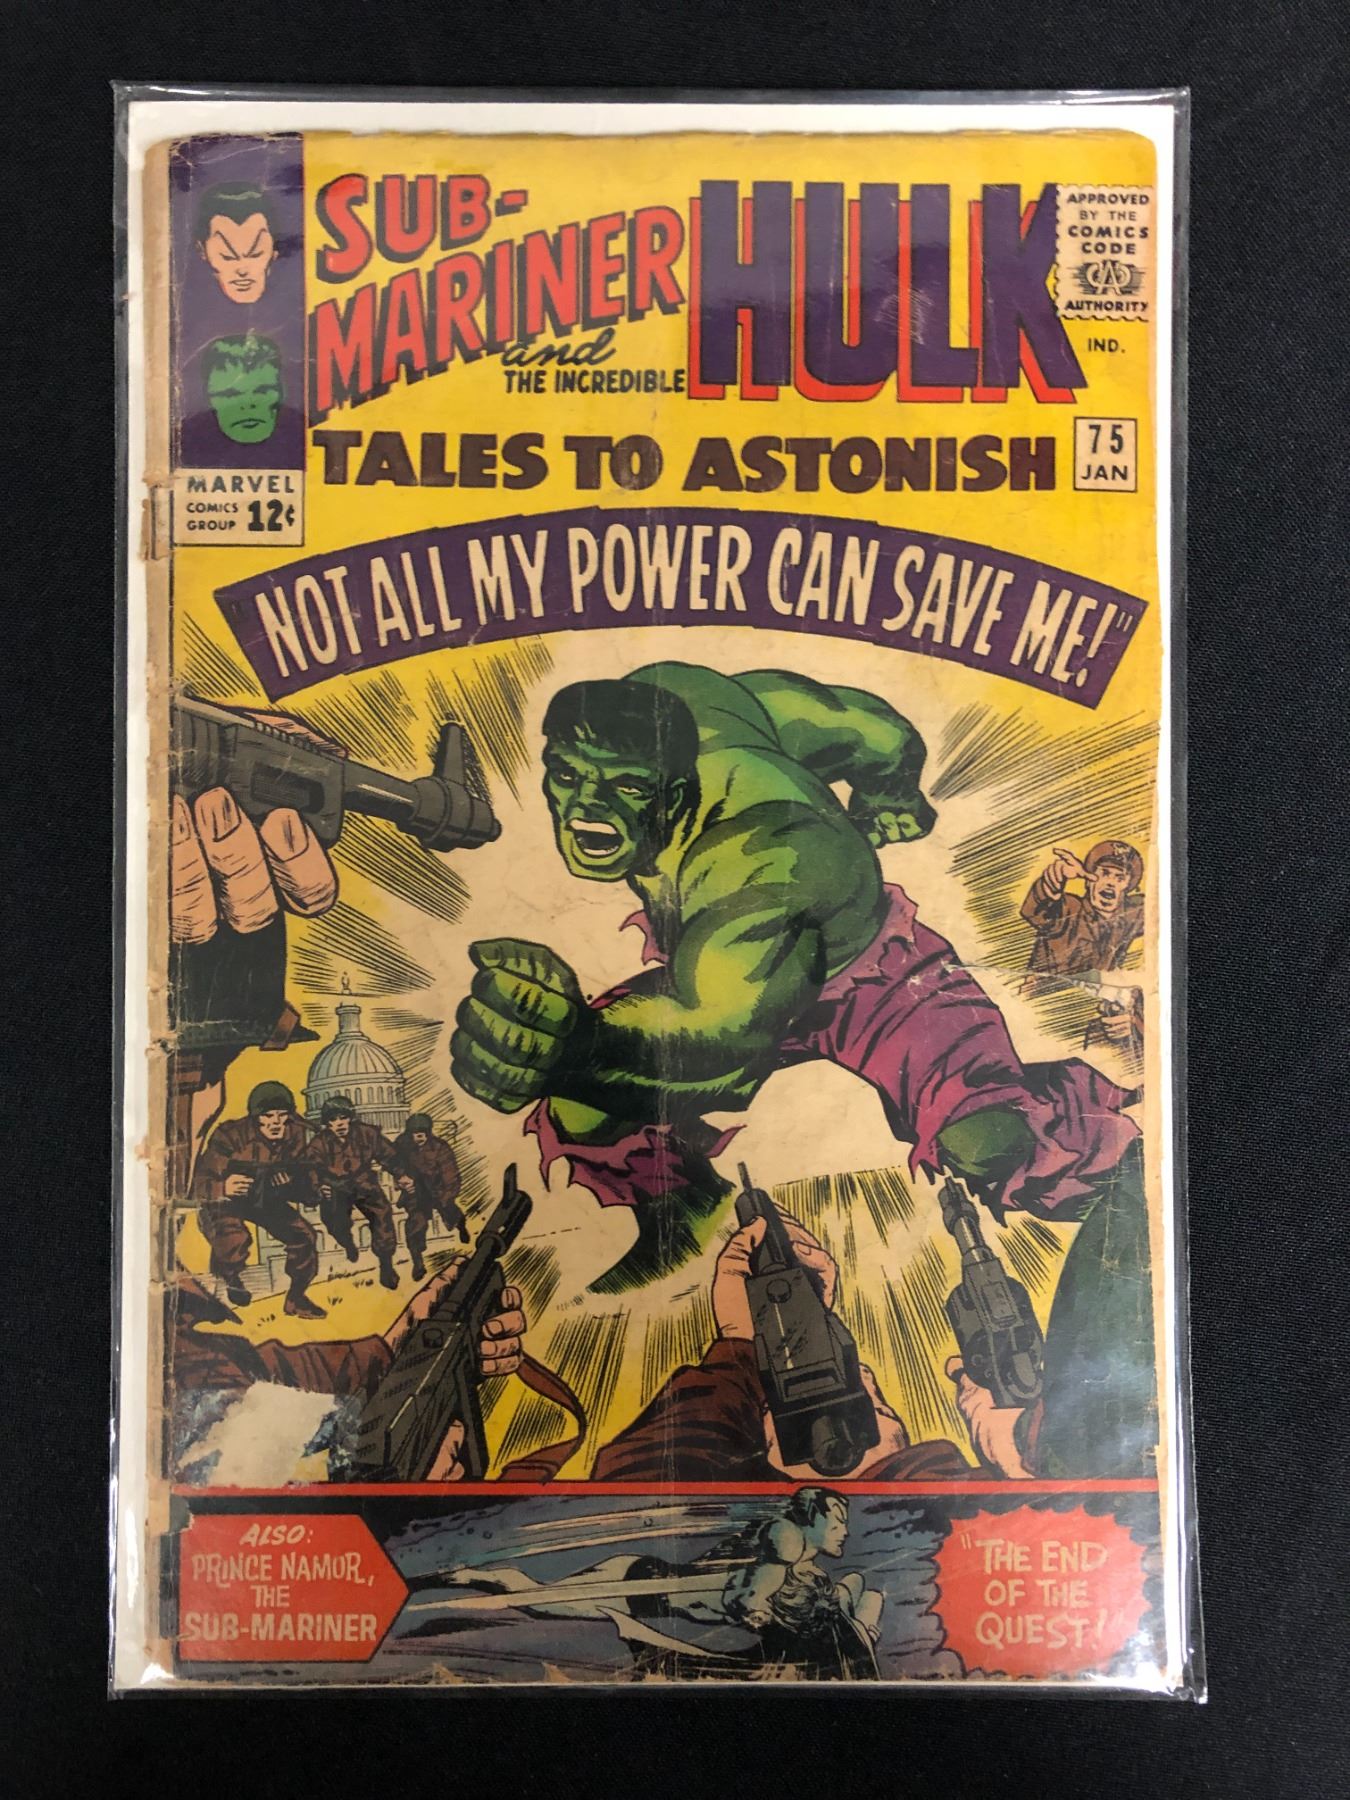 SUB-
MARINER
and
THE INCREDIBLE
HULK
APPROVED
BY THE
COMICS
CODE
CA
AUTHORITY
IND.
TALES TO ASTONISH
75
JAN
MARVEL
COMICS
GROUP 12¢
"NOT ALL MY POWER CAN SAVE ME!"
ALSO:
PRINCE NAMOR,
THE
SUB-MARINER
"THE END
OF THE
QUEST!"